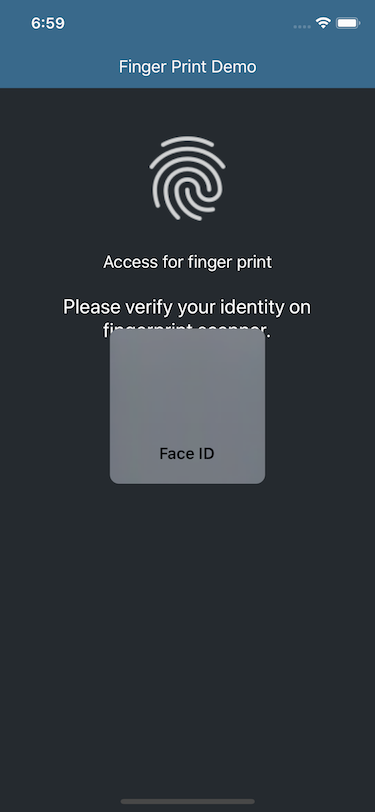 6:59
Finger Print Demo
Access for finger print
Please verify your identity on
fingerprint scanner.
Face ID